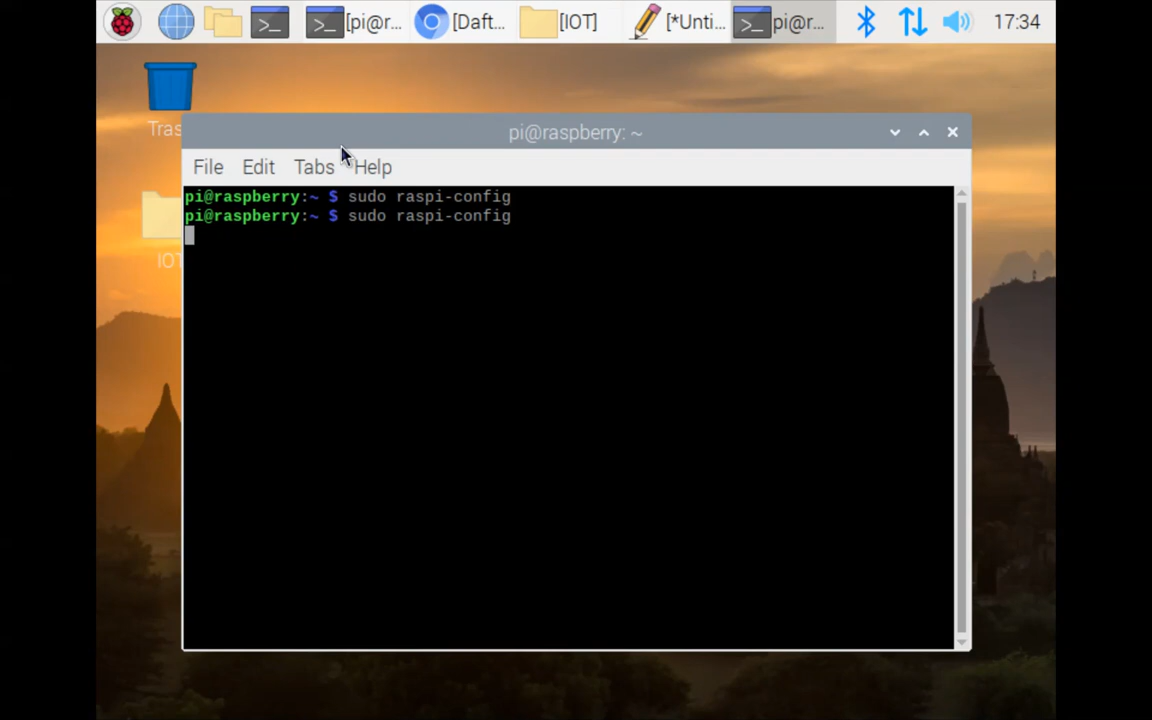 [pi@r... [Daft... [IOT] [*Unti... pi@r... 17:34
Tras
pi@raspberry: ~
File Edit Tabs Help
pi@raspberry:~ $ sudo raspi-config
pi@raspberry:~ $ sudo raspi-config
IOT